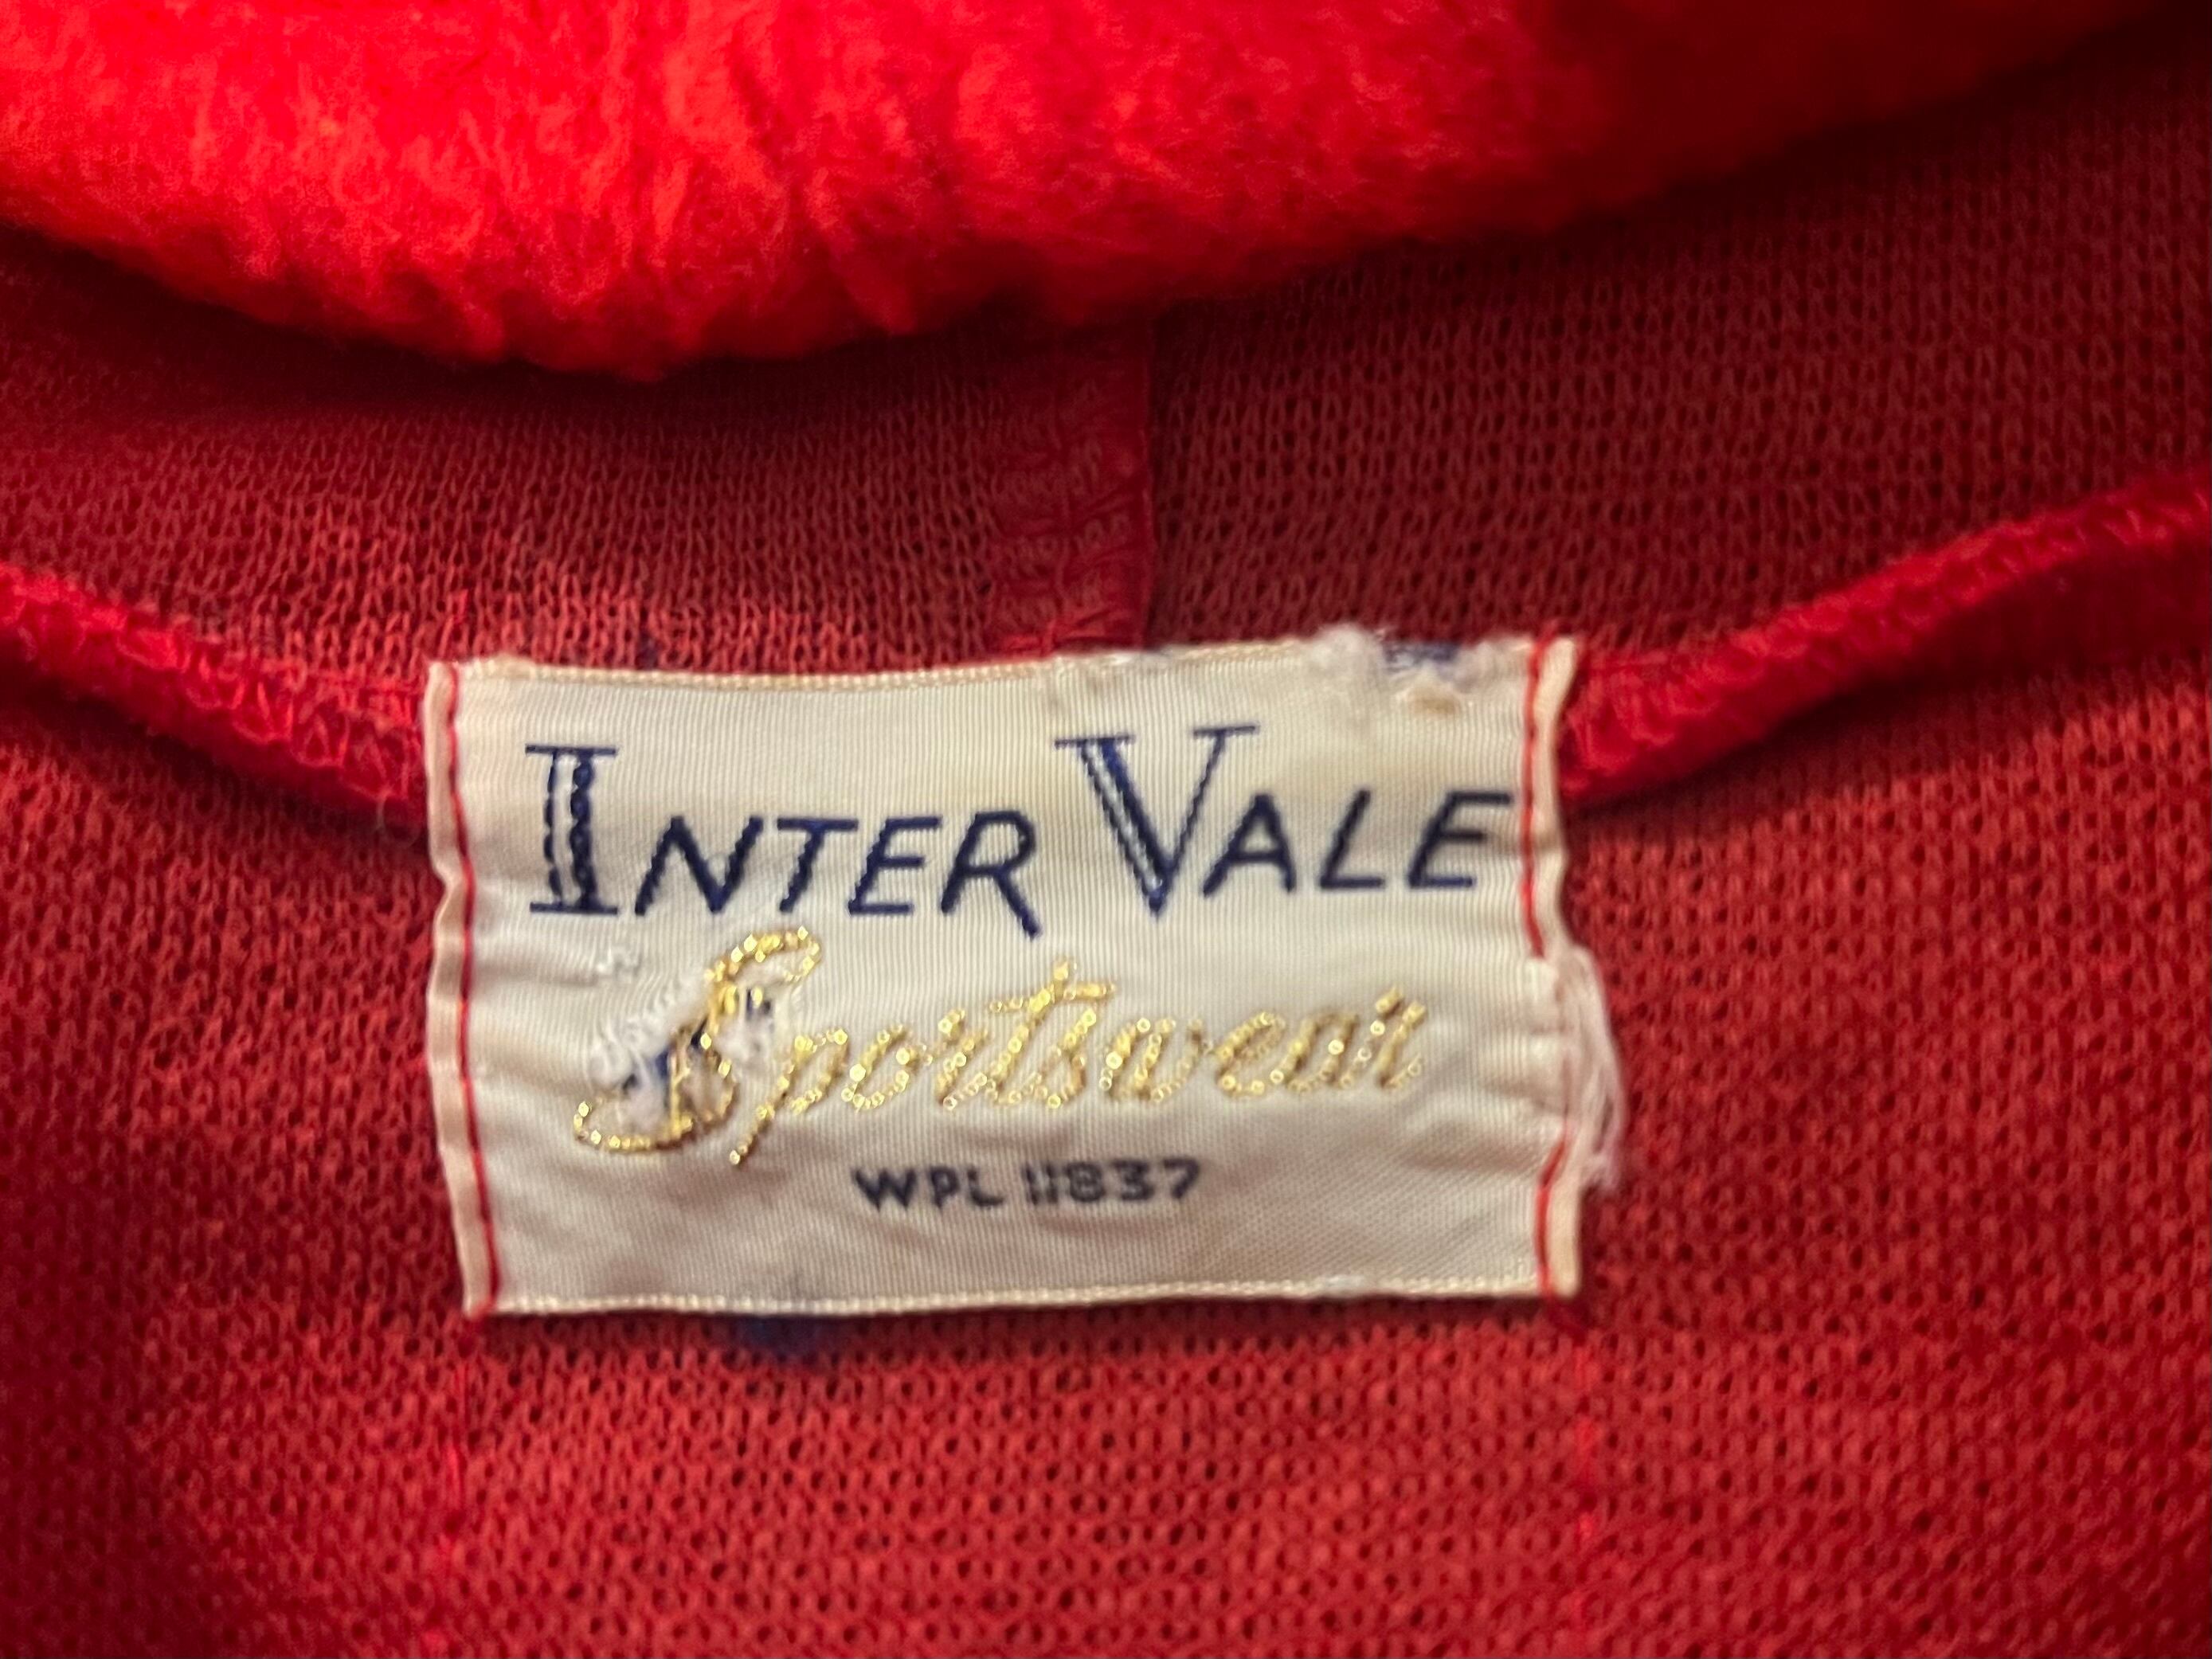 INTER VALE
Sportswear
WPL 11837